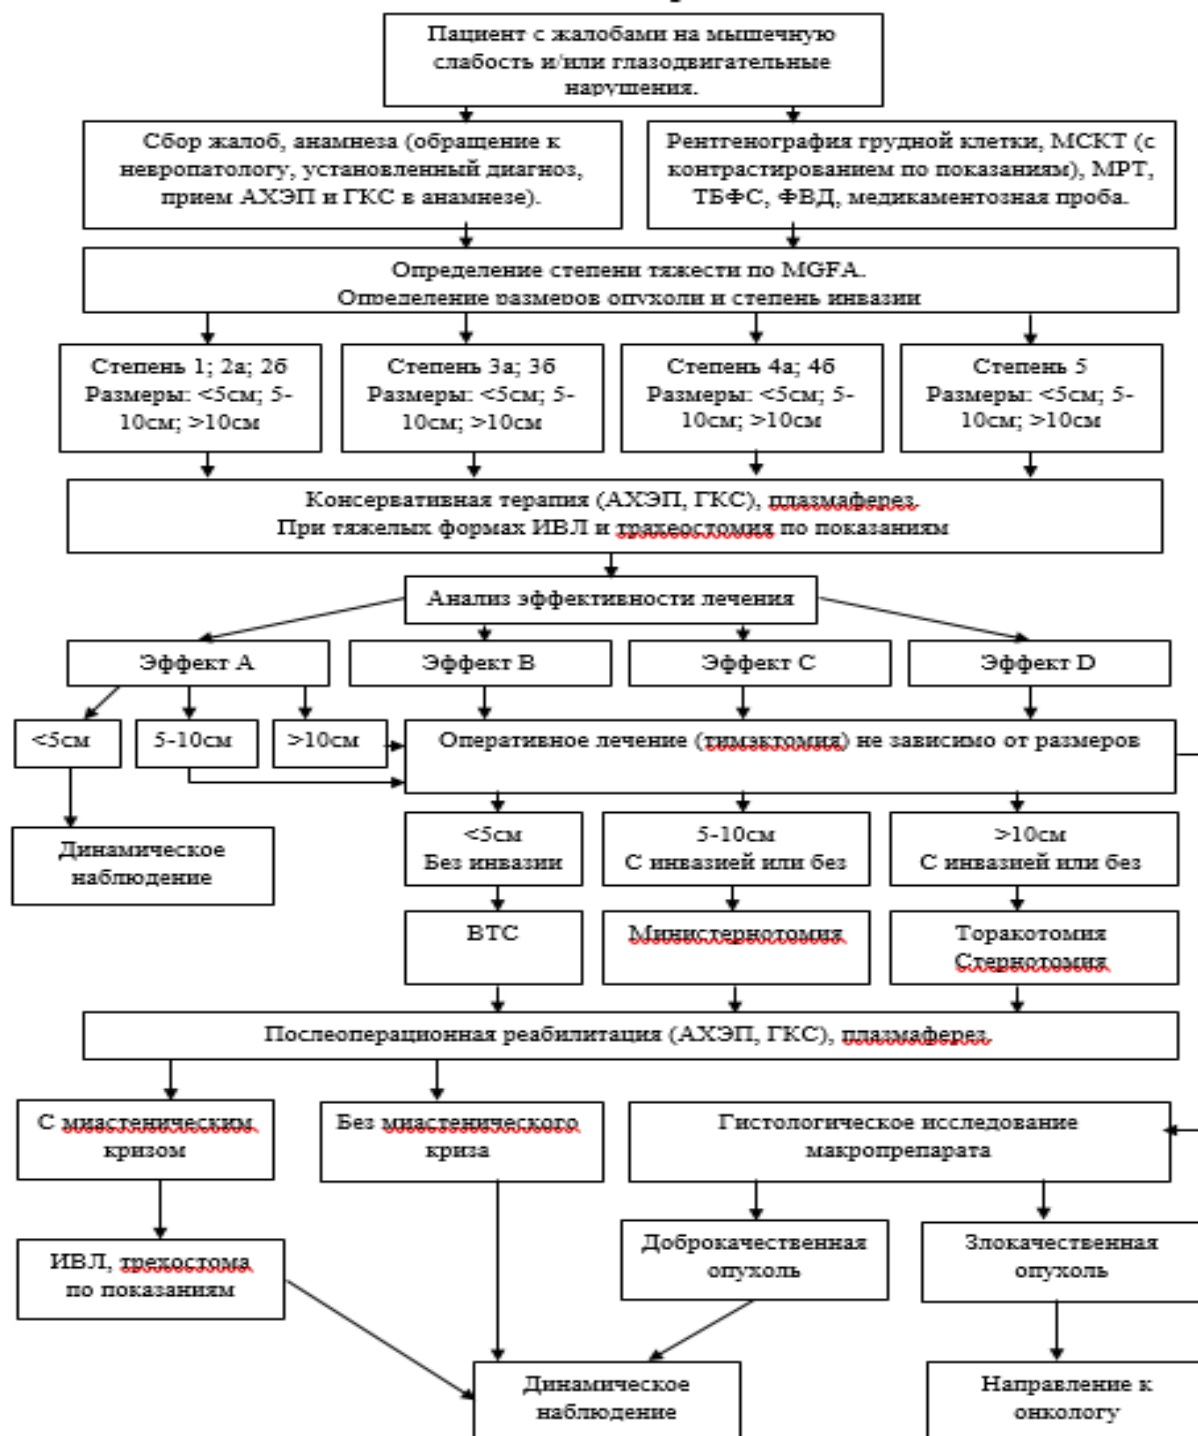 Пациент с жалобами на мышечную
слабость и/или глазодвигательные
нарушения.
Сбор жалоб, анамнеза (обращение к
невропатологу, установленный диагноз,
прием АХЭП и ГКС в анамнезе).
Рентгенография грудной клетки, МСКТ (с
контрастированием по показаниям), МРТ,
ТБФС, ФВД, медикаментозная проба.
Определение степени тяжести по MGFA.
Определение размеров опухоли и степень инвазии
Степень 1; 2а; 2б
Размеры: <5см; 5-
10см; >10см
Степень 3а; 3б
Размеры: <5см; 5-
10см; >10см
Степень 4а; 4б
Размеры: <5см; 5-
10см; >10см
Степень 5
Размеры: <5см; 5-
10см; >10см
Консервативная терапия (АХЭП, ГКС), плазмаферез.
При тяжелых формах ИВЛ и трахеостомия по показаниям
Анализ эффективности лечения
Эффект А
Эффект В
Эффект С
Эффект D
<5см
5-10см
>10см
Оперативное лечение (тимэктомия) не зависимо от размеров
<5см
Без инвазии
5-10см
С инвазией или без
>10см
С инвазией или без
Динамическое
наблюдение
ВТС
Министернотомия
Торакотомия
Стернотомия
Послеоперационная реабилитация (АХЭП, ГКС), плазмаферез.
С миастеническим
кризом
Без миастенического
криза
Гистологическое исследование
макропрепарата
ИВЛ, трехостома
по показаниям
Доброкачественная
опухоль
Злокачественная
опухоль
Динамическое
наблюдение
Направление к
онкологу